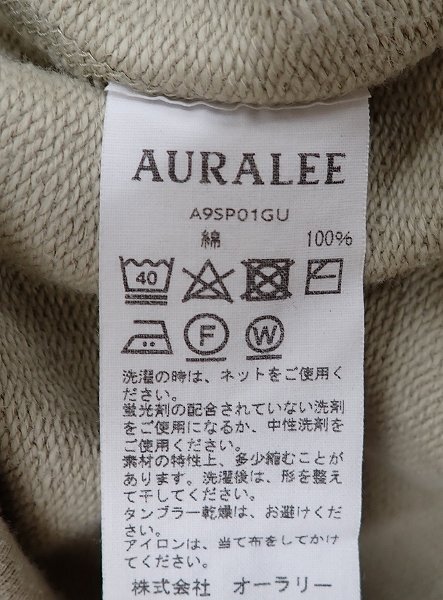 AURALEE
A9SP01GU
綿 100%
40
F W
洗濯の時は、ネットをご使用く
ださい。
蛍光剤の配合されていない洗剤
をご使用になるか、中性洗剤を
ご使用ください。
素材の特性上、多少縮むことが
あります。洗濯後は、形を整え
て干してください。
タンブラー乾燥は、お避けくだ
さい。
アイロンは、当て布をしてかけ
てください。
株式会社 オーラリー